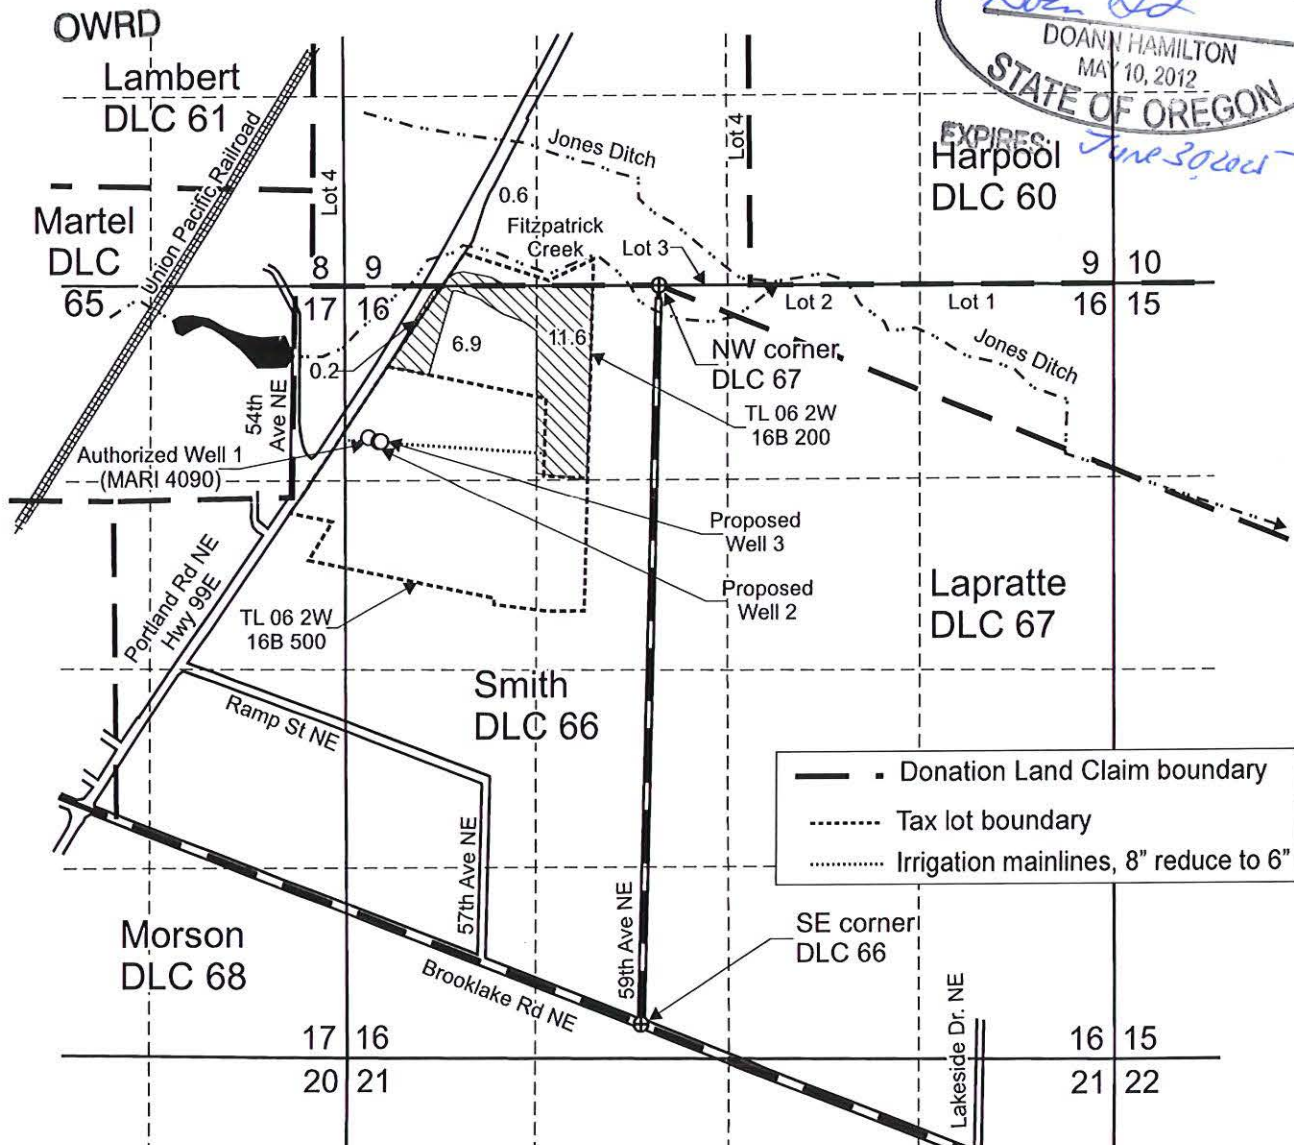 OWRD
Lambert
DLC 61
DOANN HAMILTON
MAY 10, 2012
STATE OF OREGON
EXPIRES:
June 30 2025
Union Pacific Railroad
Lot 4
Jones Ditch
Lot 4
Harpool
DLC 60
Martel
DLC
65
0.6
Fitzpatrick
Creek
Lot 3
8 9
17 16
9 10
16 15
Lot 2
Lot 1
Jones Ditch
6.9
11.6
0.2
NW corner
DLC 67
54th
Ave NE
TL 06 2W
16B 200
Authorized Well 1
(MARI 4090)
Proposed
Well 3
Proposed
Well 2
Portland Rd NE
Hwy 99E
TL 06 2W
16B 500
Lapratte
DLC 67
Smith
DLC 66
Ramp St NE
Donation Land Claim boundary
Tax lot boundary
Irrigation mainlines, 8" reduce to 6"
57th Ave NE
59th Ave NE
SE corner
DLC 66
Morson
DLC 68
Brooklake Rd NE
Lakeside Dr. NE
17 16
20 21
16 15
21 22